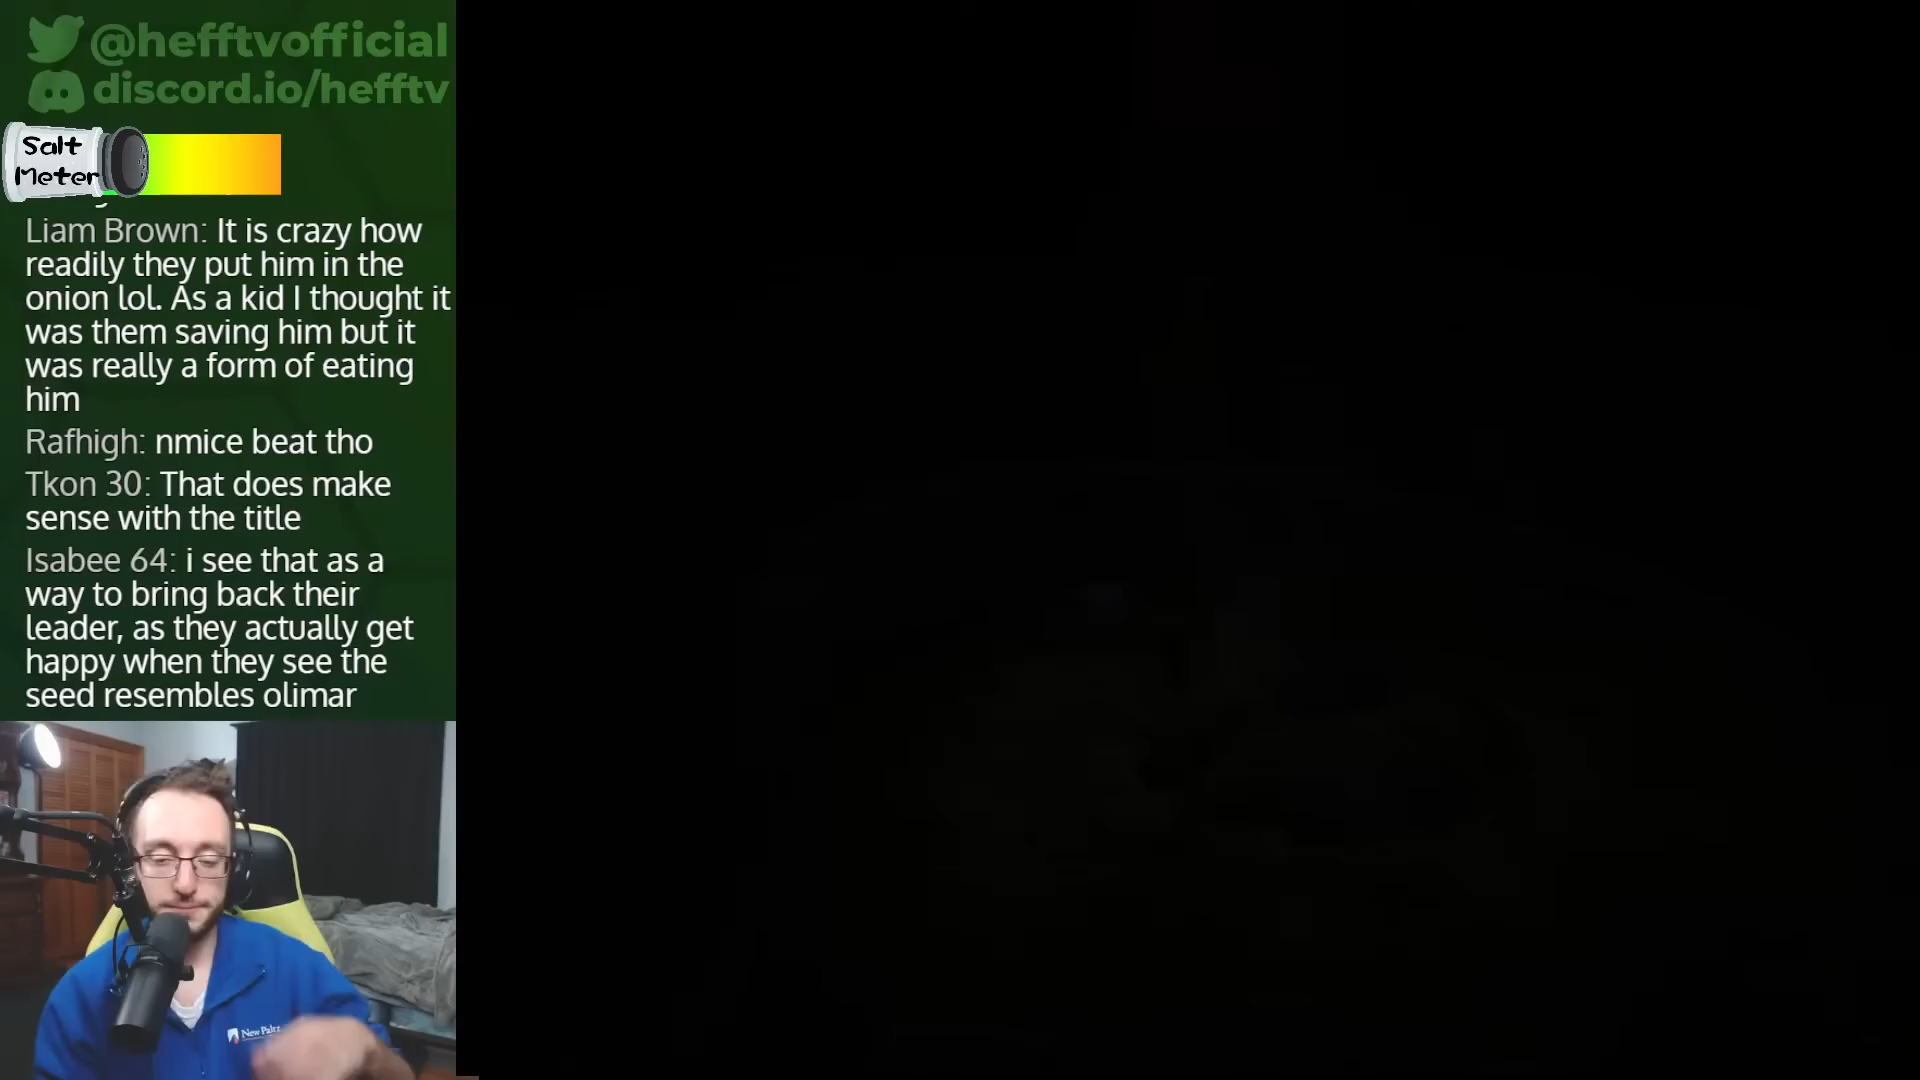 @hefftvofficial
discord.io/hefftv
Salt
Meter
Liam Brown: It is crazy how
readily they put him in the
onion lol. As a kid I thought it
was them saving him but it
was really a form of eating
him
Rafhigh: nmice beat tho
Tkon 30: That does make
sense with the title
Isabee 64: i see that as a
way to bring back their
leader, as they actually get
happy when they see the
seed resembles olimar
New Paltz